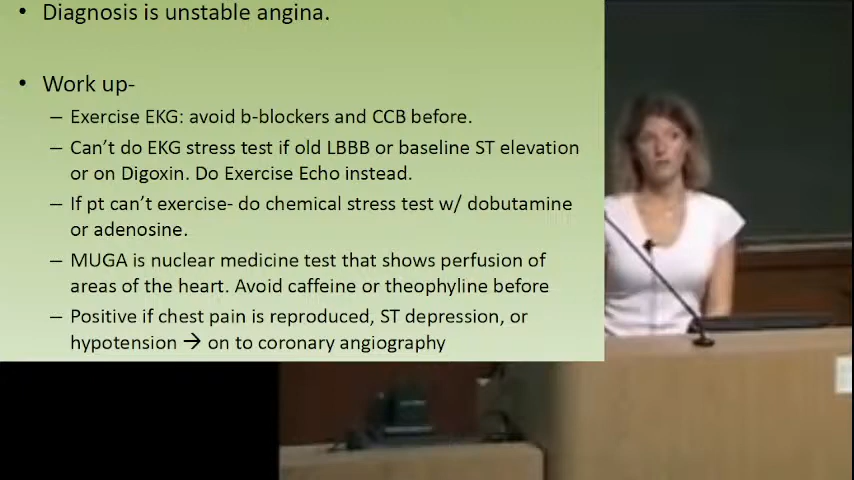 • Diagnosis is unstable angina.
• Work up-
– Exercise EKG: avoid b-blockers and CCB before.
– Can't do EKG stress test if old LBBB or baseline ST elevation
or on Digoxin. Do Exercise Echo instead.
– If pt can't exercise- do chemical stress test w/ dobutamine
or adenosine.
– MUGA is nuclear medicine test that shows perfusion of
areas of the heart. Avoid caffeine or theophyline before
– Positive if chest pain is reproduced, ST depression, or
hypotension → on to coronary angiography